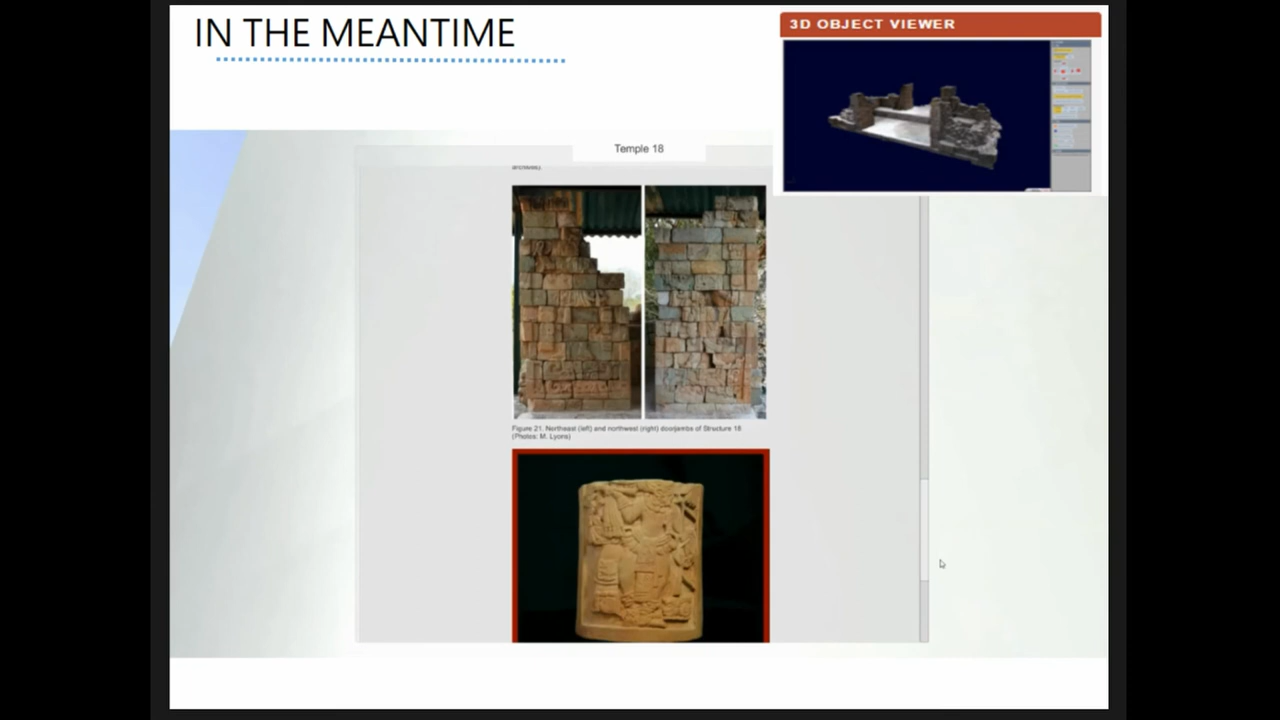 IN THE MEANTIME
3D OBJECT VIEWER
Temple 18
archives).
Figure 21. Northeast (left) and northwest (right) doorjambs of Structure 18
(Photos: M. Lyons)